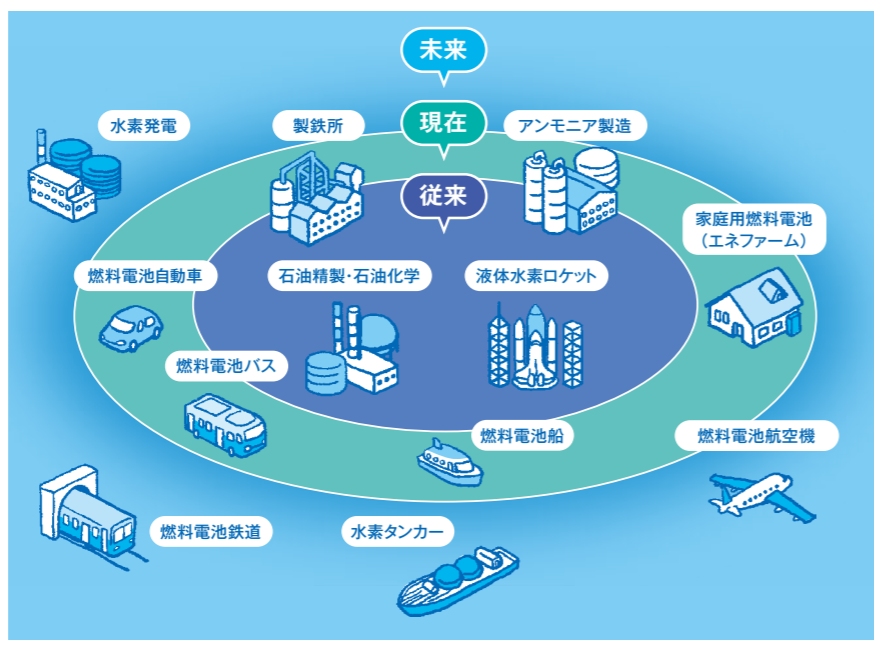 未来
現在
従来
水素発電
製鉄所
アンモニア製造
家庭用燃料電池
(エネファーム)
燃料電池自動車
石油精製・石油化学
液体水素ロケット
燃料電池バス
燃料電池船
燃料電池航空機
燃料電池鉄道
水素タンカー